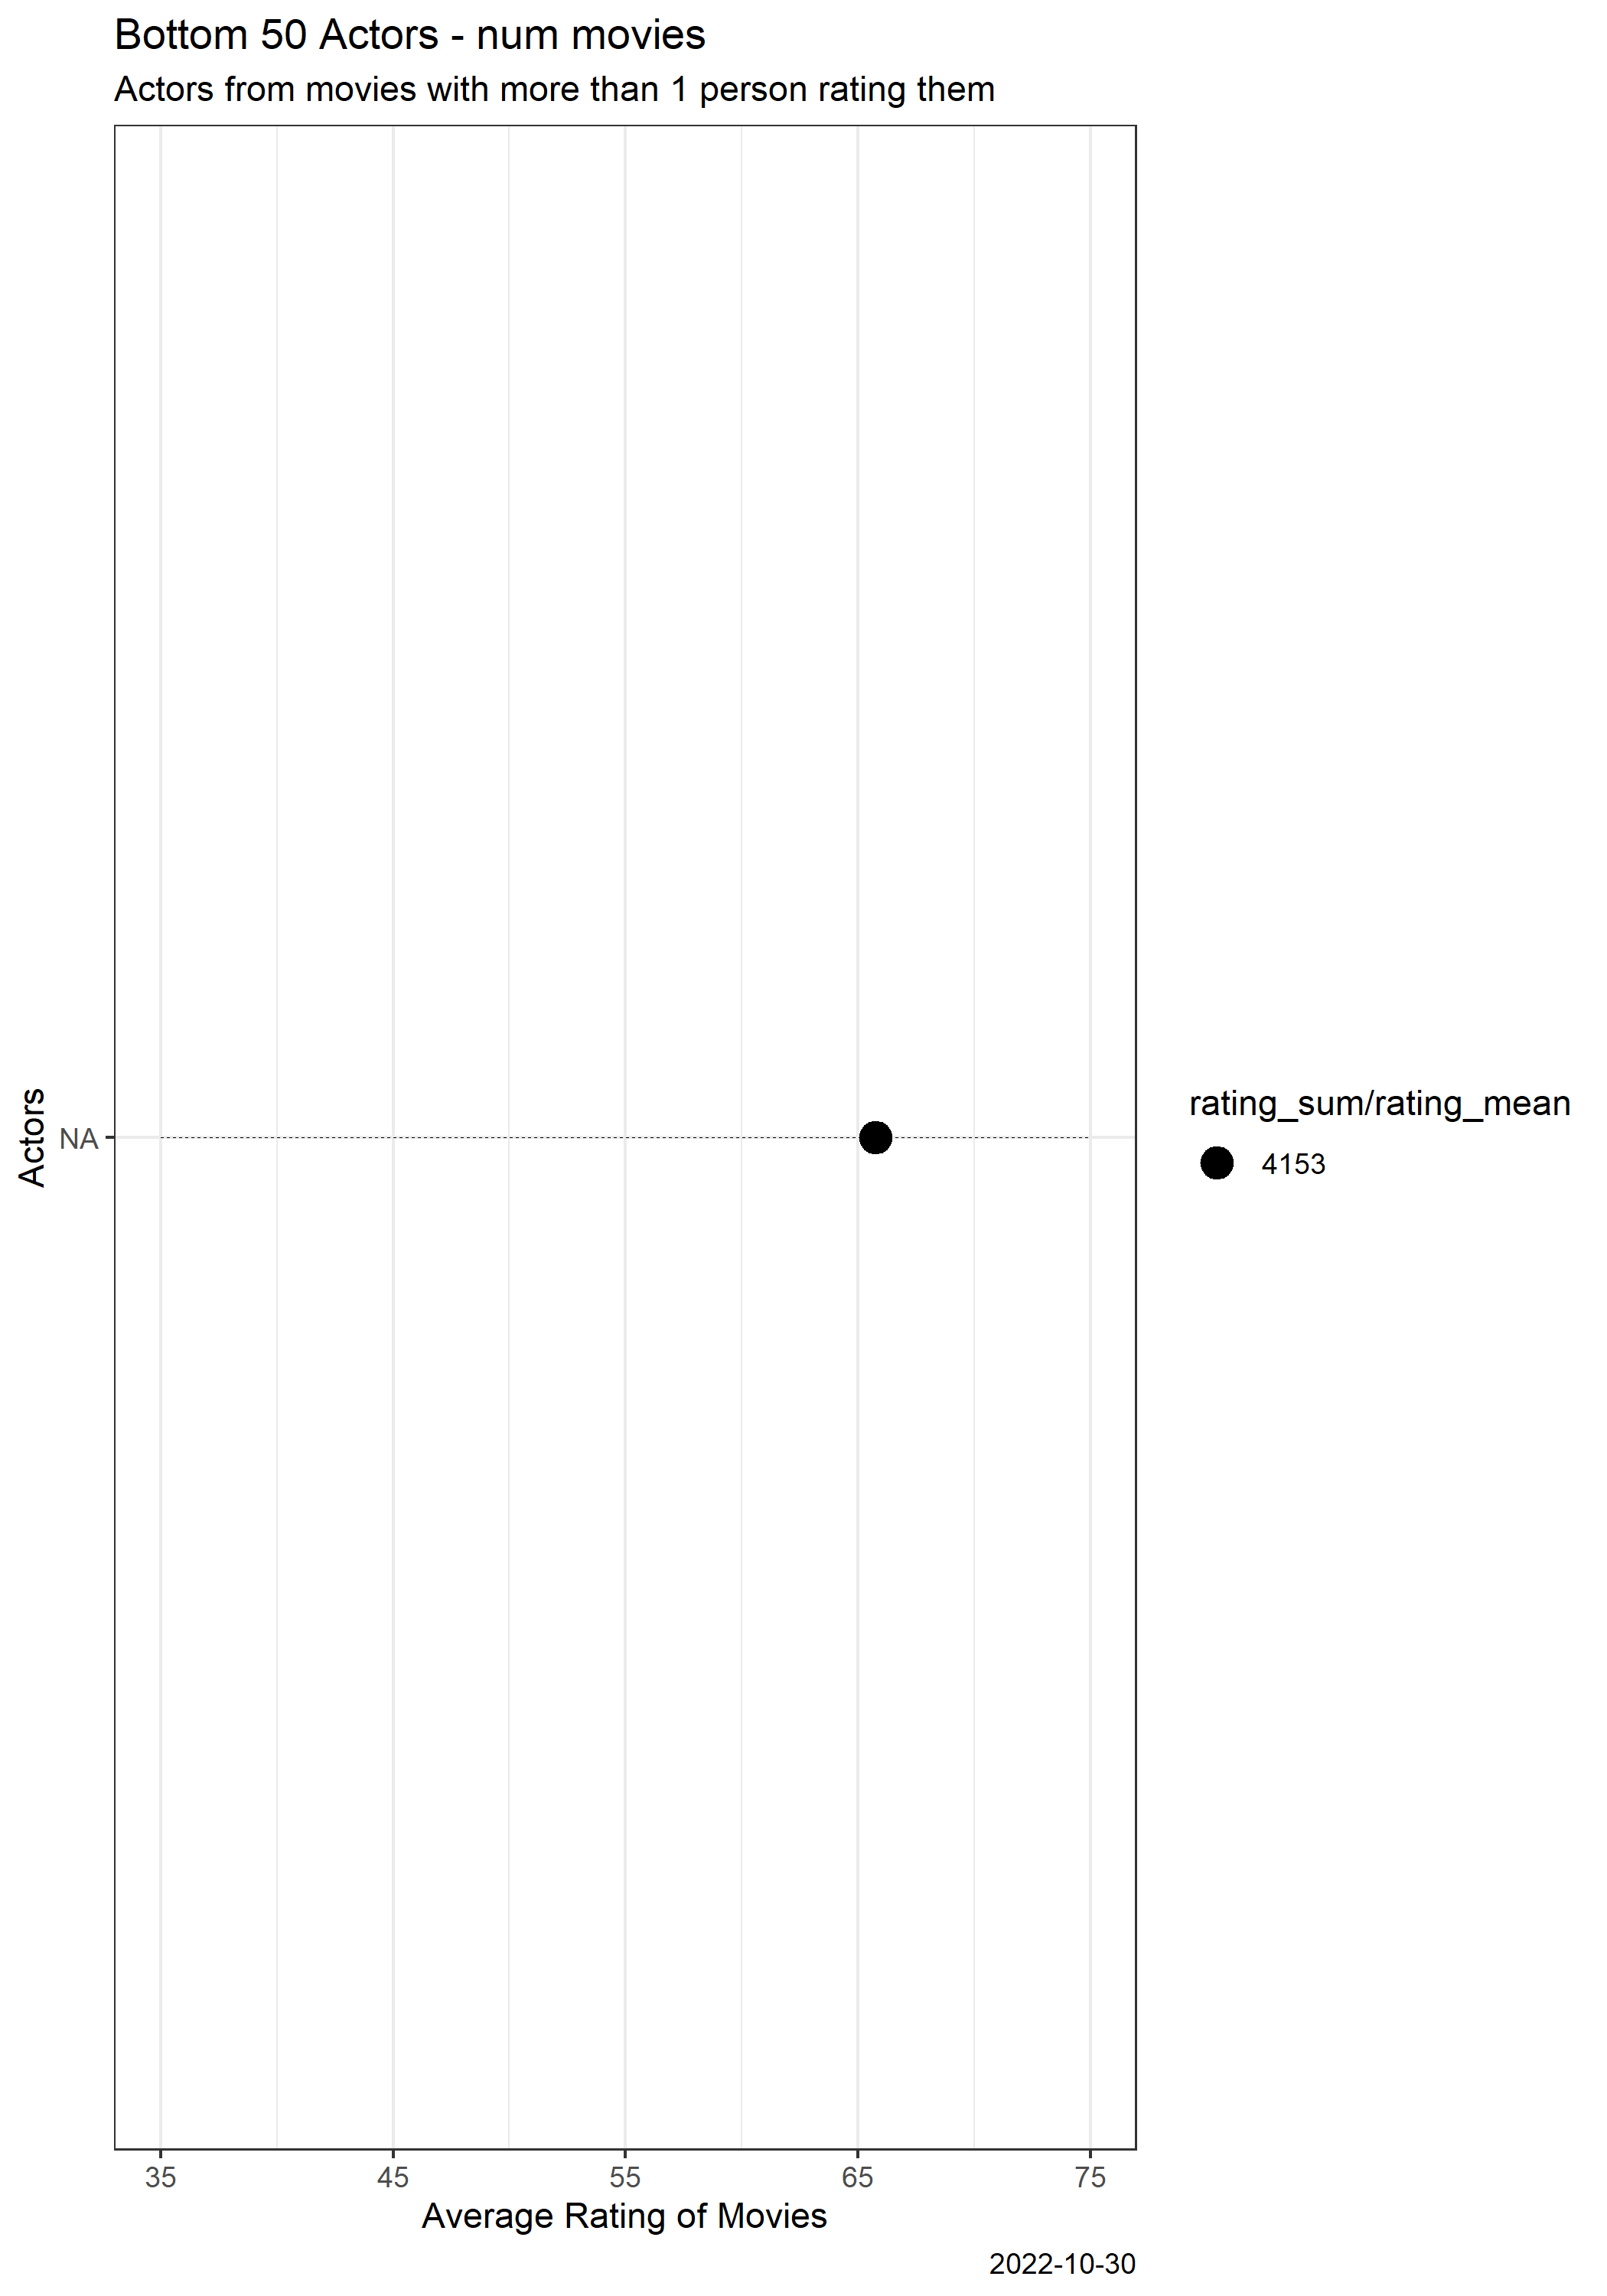 Bottom 50 Actors - num movies
Actors from movies with more than 1 person rating them
Actors
NA
rating_sum/rating_mean
4153
35 45 55 65 75
Average Rating of Movies
2022-10-30